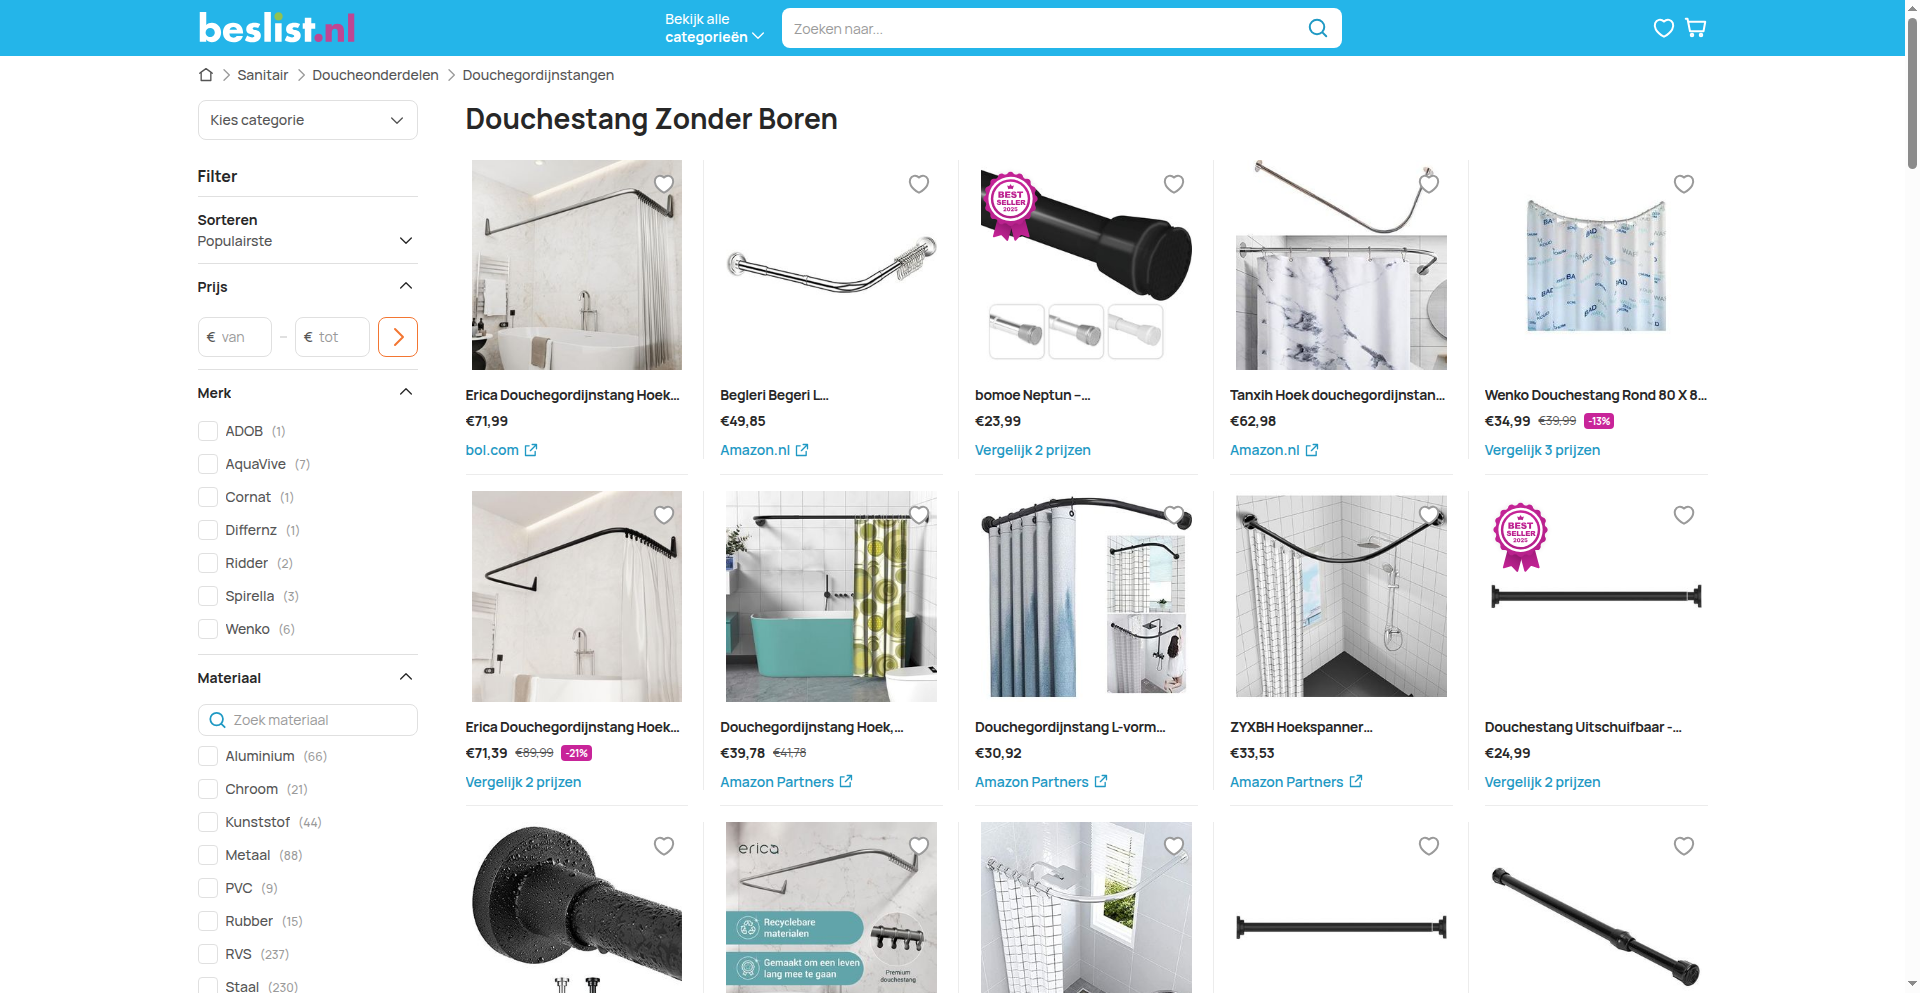 beslist.nl
Bekijk alle
categorieën
Zoeken naar...
Sanitair
Doucheonderdelen
Douchegordijnstangen
Kies categorie
Douchestang Zonder Boren
Filter
Sorteren
Populairste
Prijs
€ van
–
€ tot
Merk
ADOB (1)
AquaVive (7)
Cornat (1)
Differnz (1)
Ridder (2)
Spirella (3)
Wenko (6)
Materiaal
Zoek materiaal
Aluminium (66)
Chroom (21)
Kunststof (44)
Metaal (88)
PVC (9)
Rubber (15)
RVS (237)
Staal (230)
Erica Douchegordijnstang Hoek...
€71,99
bol.com
Begleri Begeri L...
€49,85
Amazon.nl
BEST
SELLER
2025
bomoe Neptun –...
€23,99
Vergelijk 2 prijzen
Tanxih Hoek douchegordijnstan...
€62,98
Amazon.nl
BAD
Wenko Douchestang Rond 80 X 8...
€34,99 €39,99 -13%
Vergelijk 3 prijzen
Erica Douchegordijnstang Hoek...
€71,39 €89,99 -21%
Vergelijk 2 prijzen
Douchegordijnstang Hoek,...
€39,78 €41,78
Amazon Partners
Douchegordijnstang L-vorm...
€30,92
Amazon Partners
ZYXBH Hoekspanner...
€33,53
Amazon Partners
BEST
SELLER
2025
Douchestang Uitschuifbaar -...
€24,99
Vergelijk 2 prijzen
erica
Recyclebare
materialen
Gemaakt om een leven
lang mee te gaan
Premium
douchestang